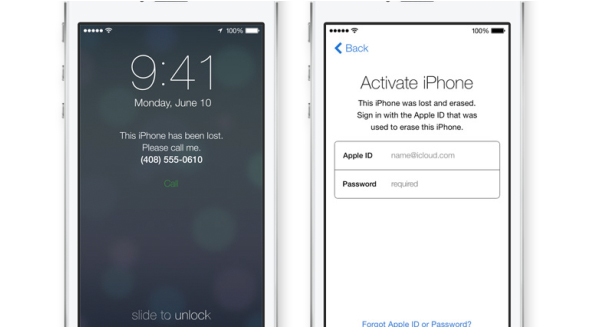 100%
9:41
Monday, June 10
This iPhone has been lost.
Please call me.
(408) 555-0610
Call
slide to unlock
100%
Back
Activate iPhone
This iPhone was lost and erased.
Sign in with the Apple ID that was
used to erase this iPhone.
Apple ID name@icloud.com
Password required
Forgot Apple ID or Password?